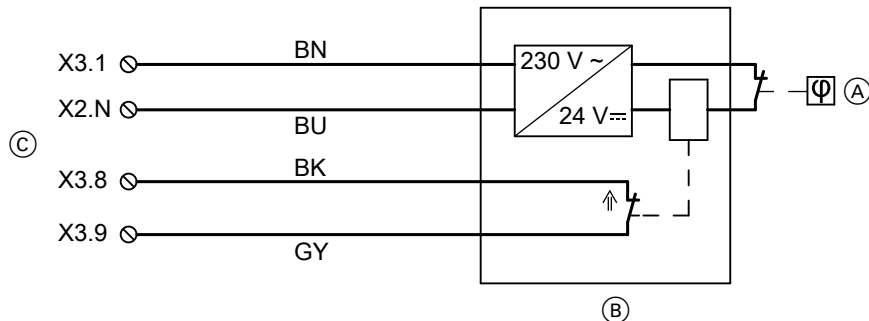 X3.1 BN
X2.N BU
230 V ~
24 V⎓
φ Ⓐ
Ⓒ
X3.8 BK
X3.9 GY
Ⓑ